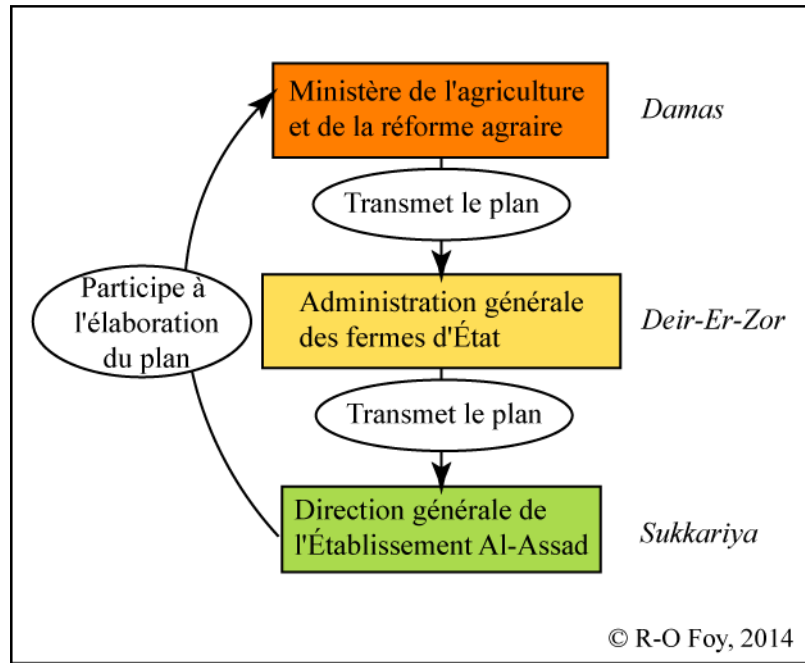 Ministère de l'agriculture
et de la réforme agraire
Damas
Transmet le plan
Participe à
l'élaboration
du plan
Administration générale
des fermes d'État
Deir-Er-Zor
Transmet le plan
Direction générale de
l'Établissement Al-Assad
Sukkariya
© R-O Foy, 2014